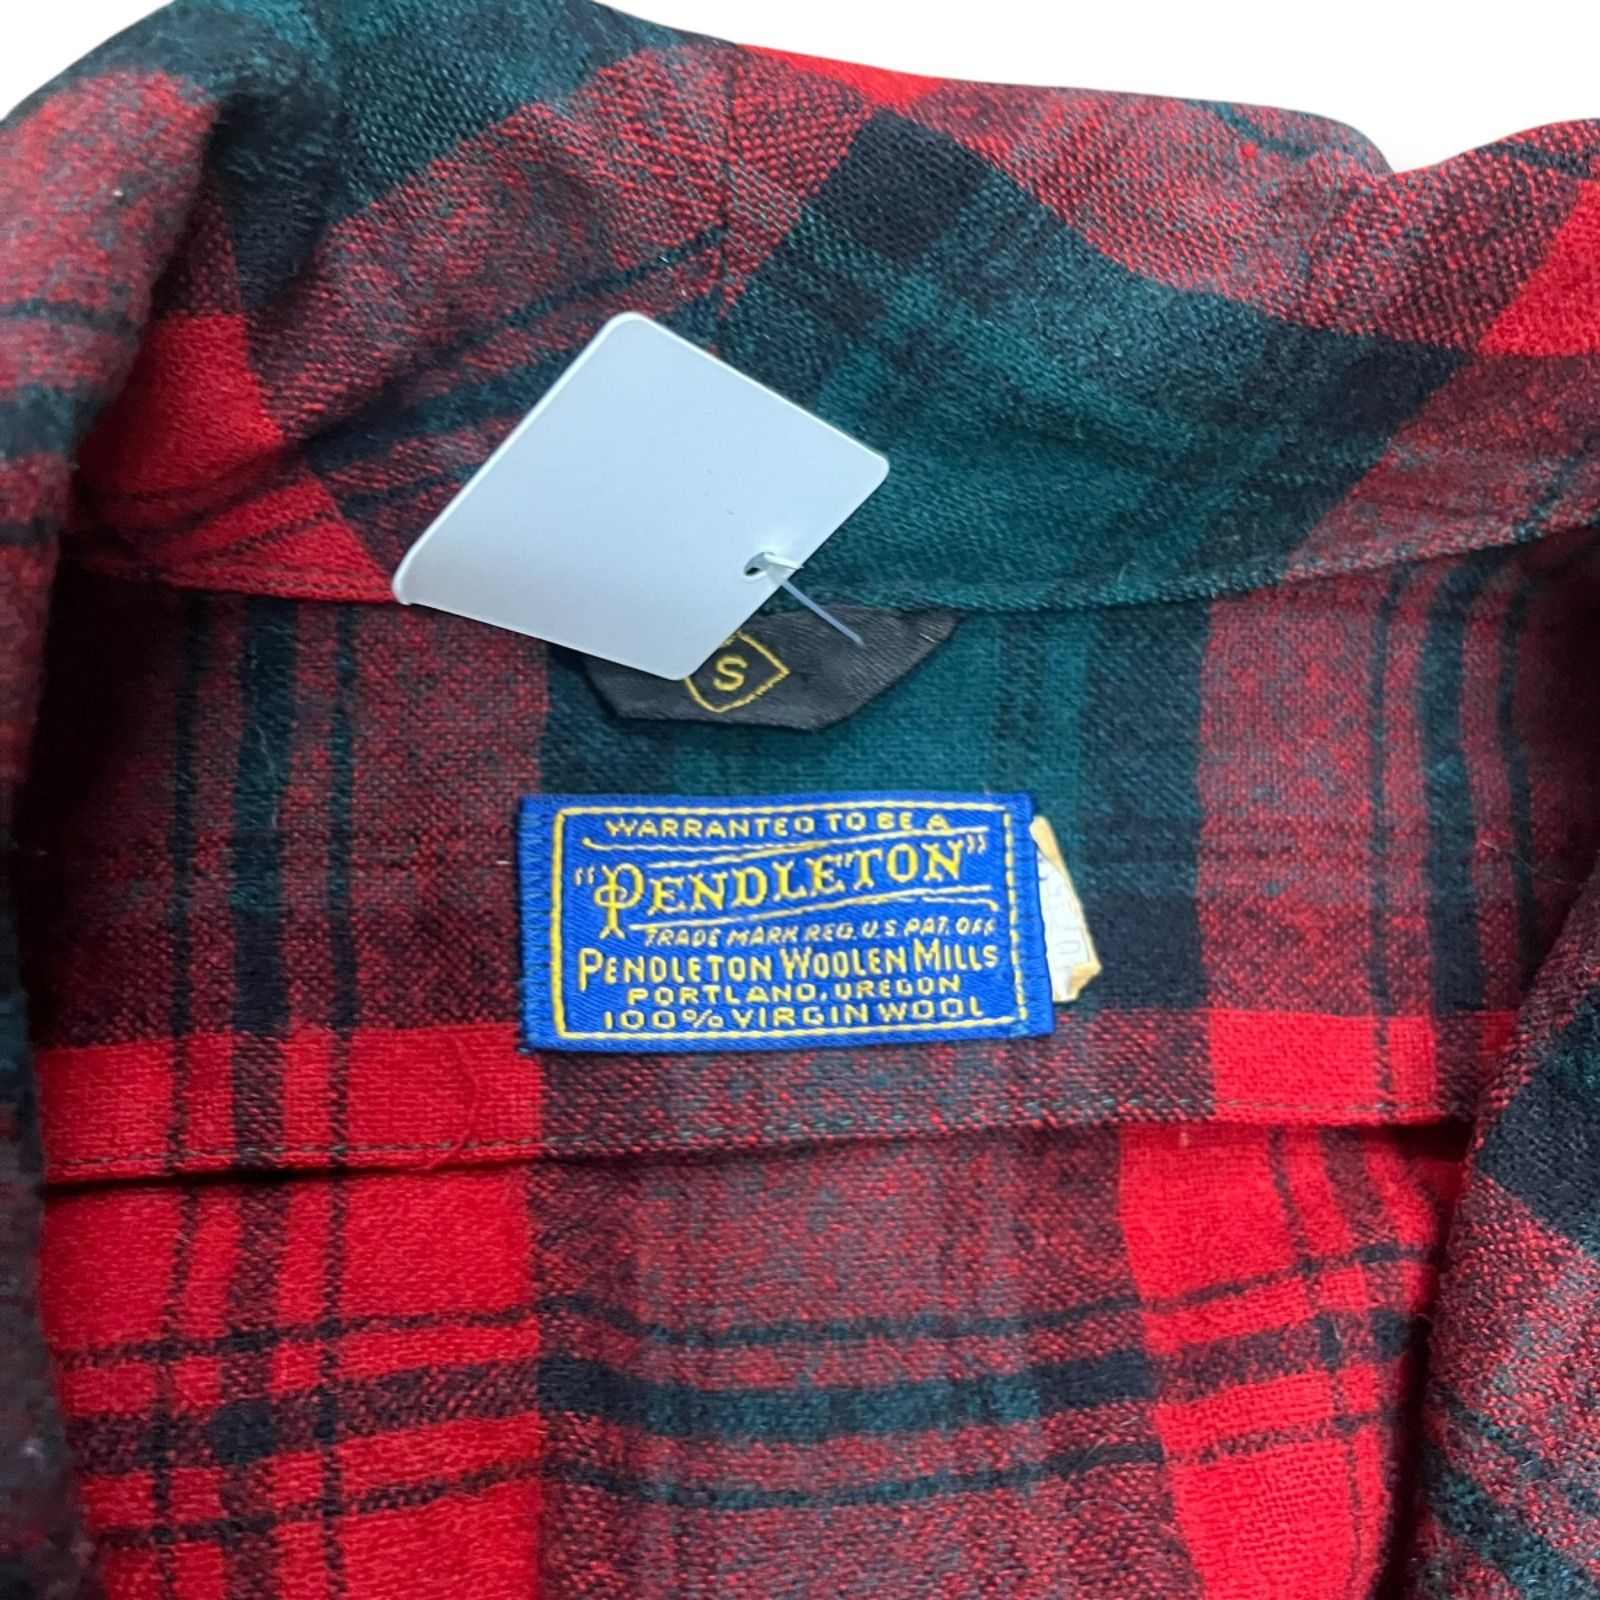 S
WARRANTED TO BE A
"PENDLETON"
TRADE MARK REG. U.S. PAT. OFF
PENDLETON WOOLEN MILLS
PORTLAND, OREGON
100% VIRGIN WOOL